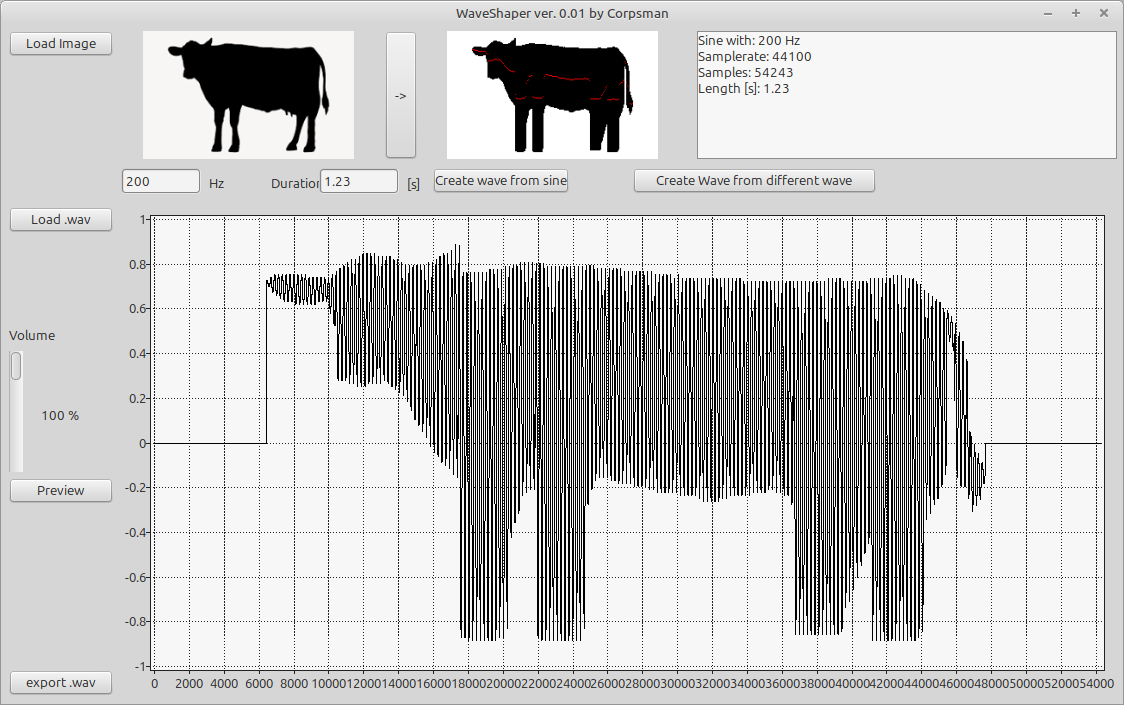 WaveShaper ver. 0.01 by Corpsman
Load Image
->
Sine with: 200 Hz
Samplerate: 44100
Samples: 54243
Length [s]: 1.23
200 Hz Duration 1.23 [s] Create wave from sine Create Wave from different wave
Load .wav
Volume
100 %
Preview
export .wav
1
0.8
0.6
0.4
0.2
0
-0.2
-0.4
-0.6
-0.8
-1
0 2000 4000 6000 8000 10000 12000 14000 16000 18000 20000 22000 24000 26000 28000 30000 32000 34000 36000 38000 40000 42000 44000 46000 48000 50000 52000 54000